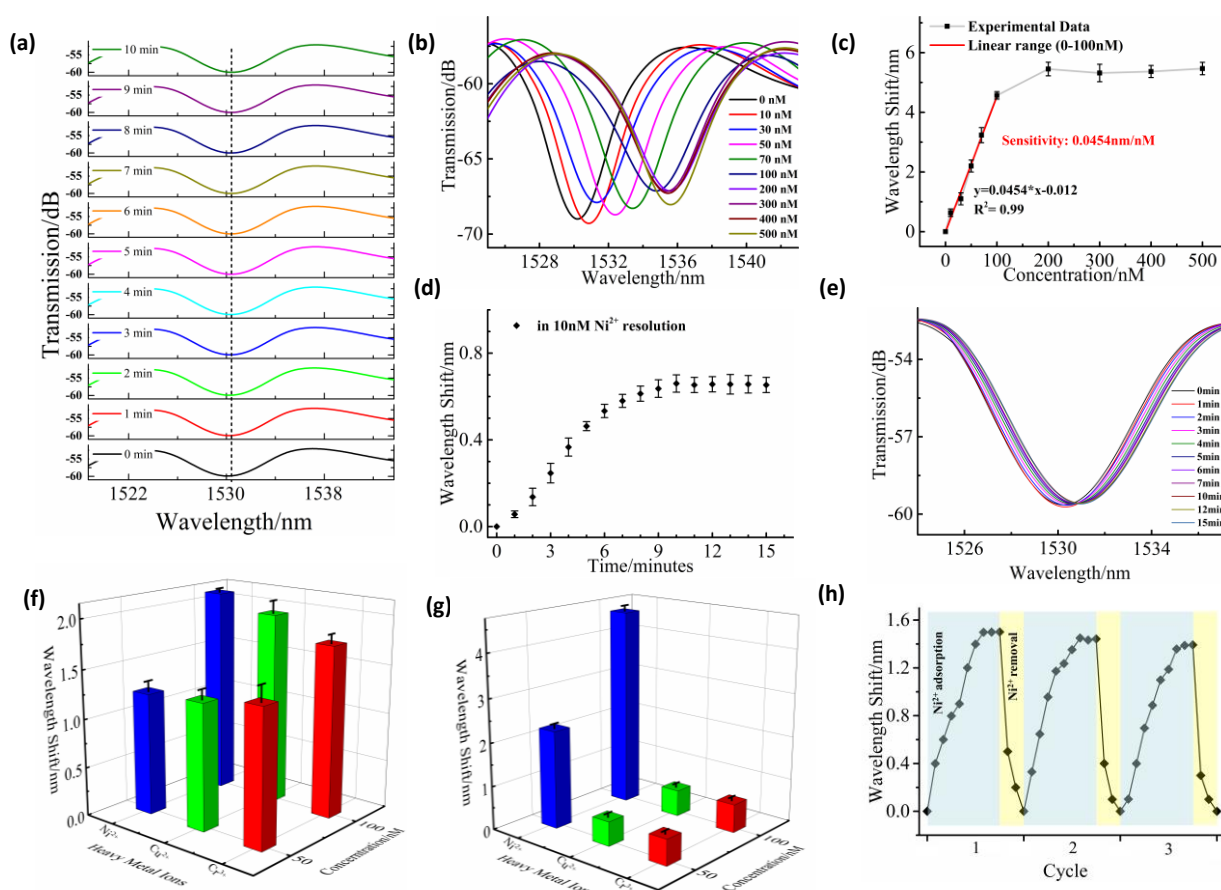 (a)
10 min
9 min
8 min
7 min
6 min
5 min
4 min
3 min
2 min
1 min
0 min
-55
-60
-55
-60
-55
-60
-55
-60
-55
-60
-55
-60
-55
-60
-55
-60
-55
-60
-55
-60
-55
-60
Transmission/dB
1522 1530 1538
Wavelength/nm
(b)
-60
-65
-70
Transmission/dB
0 nM
10 nM
30 nM
50 nM
70 nM
100 nM
200 nM
300 nM
400 nM
500 nM
1528 1532 1536 1540
Wavelength/nm
(c)
Experimental Data
Linear range (0-100nM)
6
4
2
0
Wavelength Shift/nm
Sensitivity: 0.0454nm/nM
y=0.0454*x-0.012
R²= 0.99
0 100 200 300 400 500
Concentration/nM
(d)
in 10nM Ni²⁺ resolution
0.8
0.4
0.0
Wavelength Shift/nm
0 3 6 9 12 15
Time/minutes
(e)
-54
-57
-60
Transmission/dB
0min
1min
2min
3min
4min
5min
6min
7min
10min
12min
15min
1526 1530 1534
Wavelength/nm
(f)
2.0
1.5
1.0
0.5
0.0
Wavelength Shift/nm
Ni²⁺
Cu²⁺
Cr²⁺
Heavy Metal Ions
50
100
Concerntration/nM
(g)
4
3
2
1
0
Wavelength Shift/nm
Ni²⁺
Cu²⁺
Cr²⁺
Heavy Metal Ions
50
100
Concentration/nM
(h)
1.6
1.2
0.8
0.4
0.0
Wavelength Shift/nm
Ni²⁺ adsorption
Ni²⁺ removal
1 2 3
Cycle